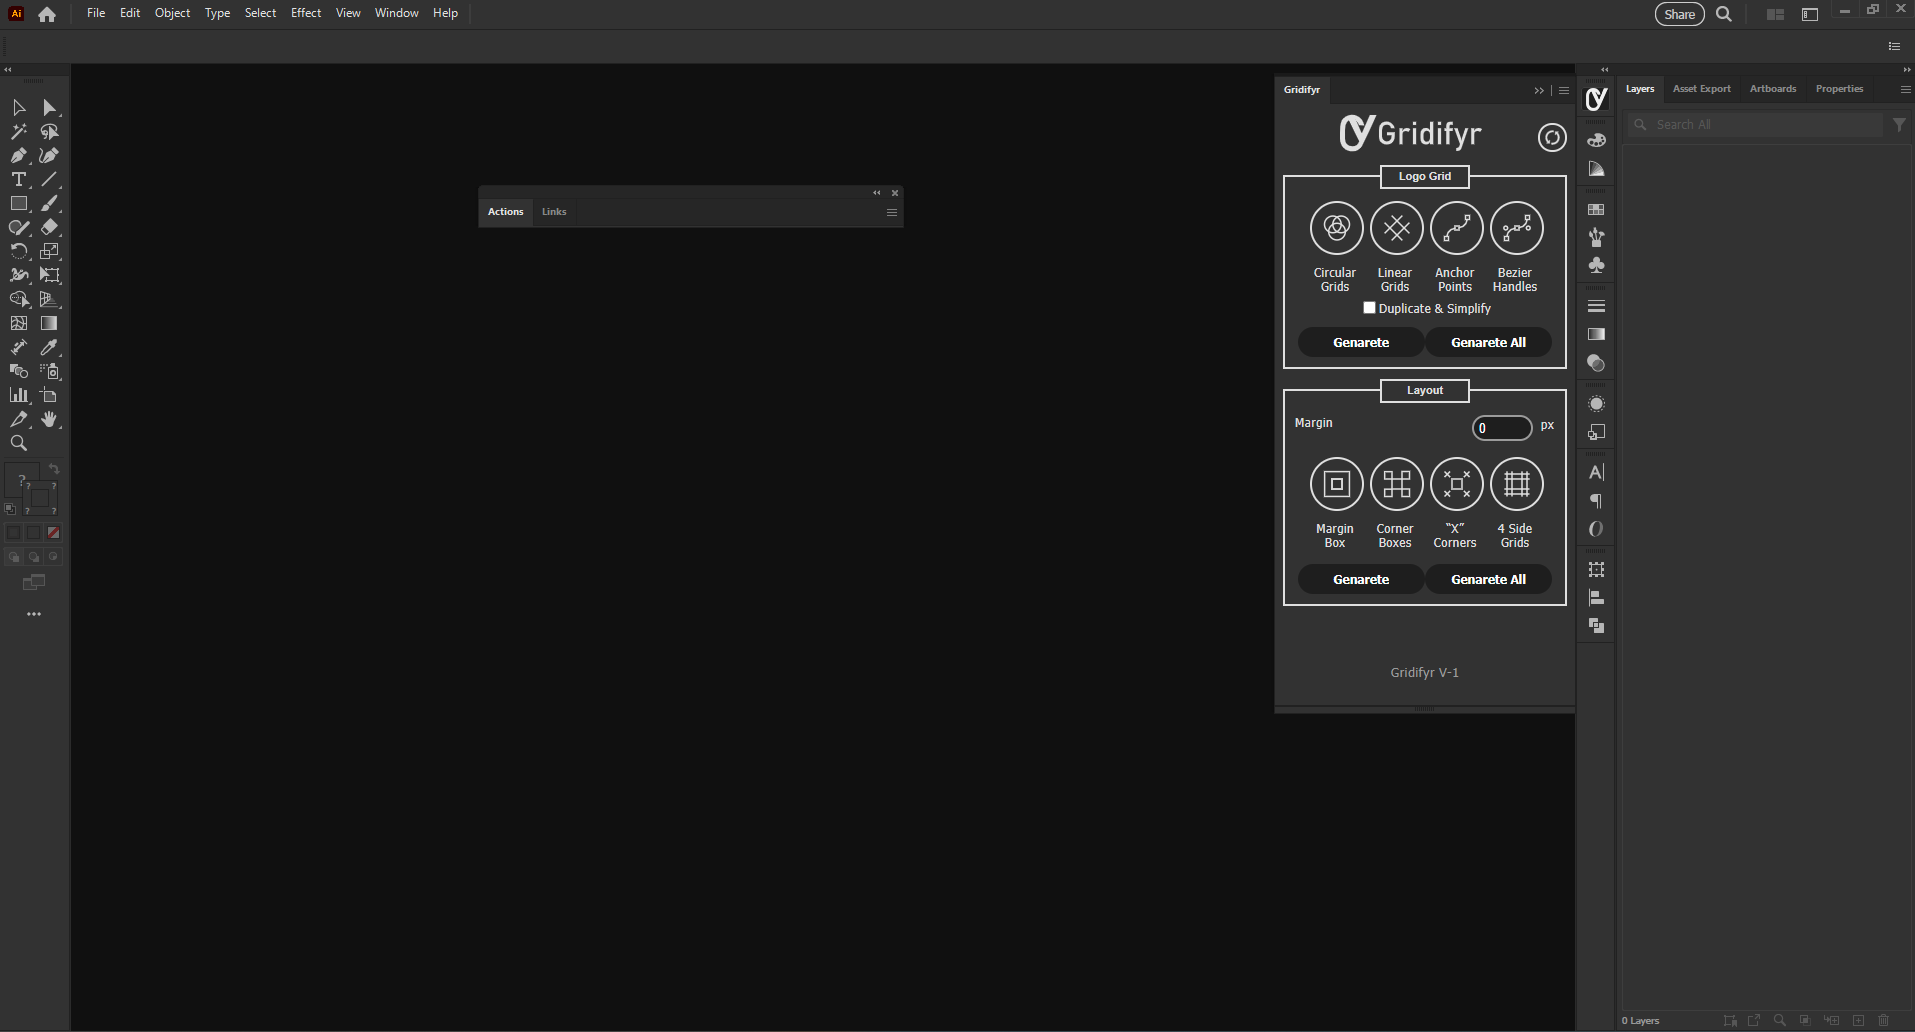 Ai File Edit Object Type Select Effect View Window Help Share
Gridifyr
Layers Asset Export Artboards Properties
Search All
Gridifyr
Logo Grid
Circular Grids
Linear Grids
Anchor Points
Bezier Handles
Duplicate & Simplify
Genarete Genarete All
Actions Links
Layout
Margin 0 px
Margin Box
Corner Boxes
“X” Corners
4 Side Grids
Genarete Genarete All
Gridifyr V-1
0 Layers